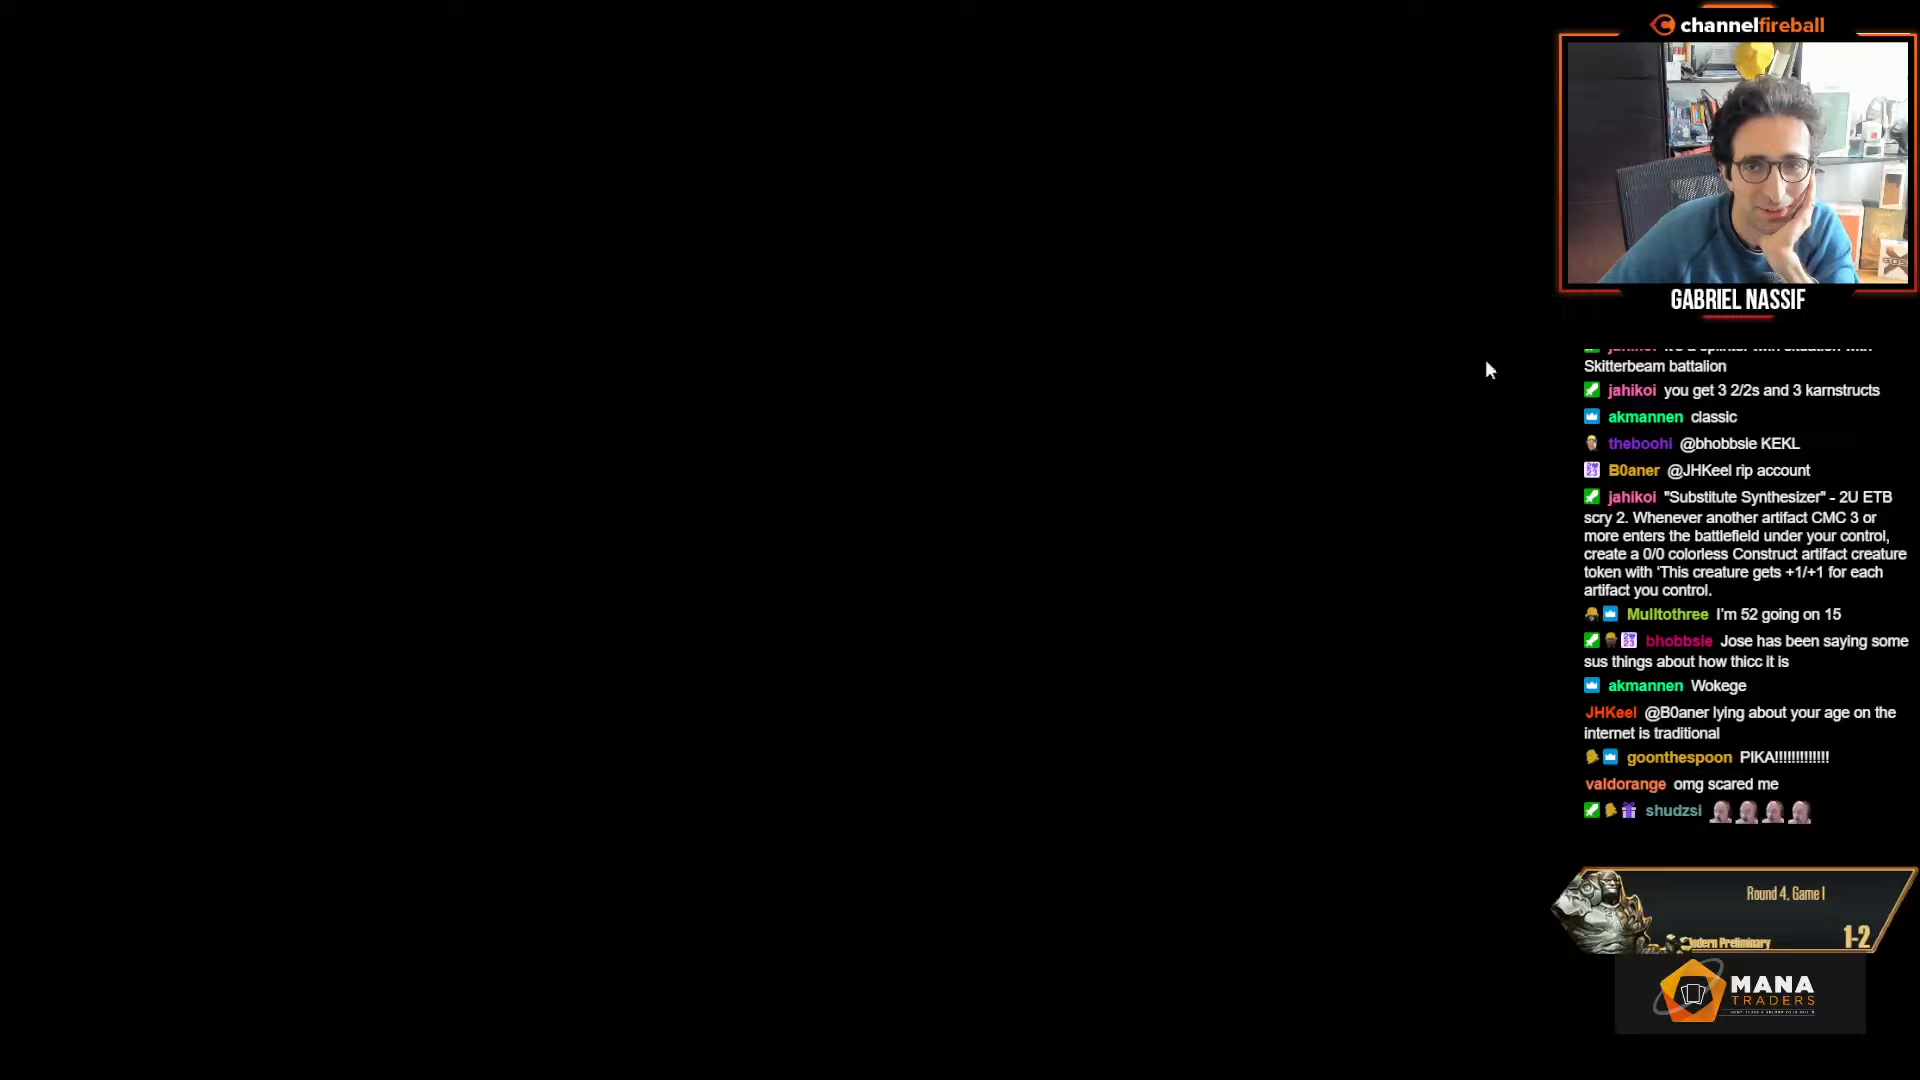 channelfireball
GABRIEL NASSIF
Skitterbeam battalion
jahikoi you get 3 2/2s and 3 karnstructs
akmannen classic
theboohi @bhobbsie KEKL
B0aner @JHKeel rip account
jahikoi "Substitute Synthesizer" - 2U ETB
scry 2. Whenever another artifact CMC 3 or
more enters the battlefield under your control,
create a 0/0 colorless Construct artifact creature
token with 'This creature gets +1/+1 for each
artifact you control.
Mulltothree I'm 52 going on 15
bhobbsie Jose has been saying some
sus things about how thicc it is
akmannen Wokege
JHKeel @B0aner lying about your age on the
internet is traditional
goonthespoon PIKA!!!!!!!!!!!!!
valdorange omg scared me
shudzsi
Round 4, Game 1
Modern Preliminary 1-2
MANA
TRADERS